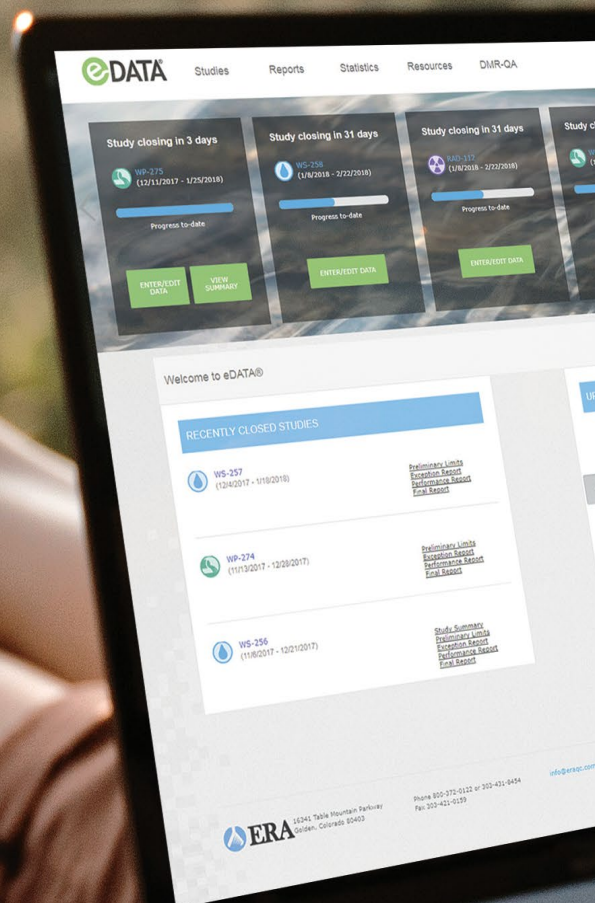 eDATA
Studies
Reports
Statistics
Resources
DMR-QA
Study closing in 3 days
WP-275
(12/11/2017 - 1/25/2018)
Progress to-date
ENTER/EDIT
DATA
VIEW
SUMMARY
Study closing in 31 days
WS-258
(1/8/2018 - 2/22/2018)
Progress to-date
ENTER/EDIT DATA
Study closing in 31 days
RAD-112
(1/8/2018 - 2/22/2018)
Progress to-date
ENTER/EDIT DATA
Study
Welcome to eDATA®
RECENTLY CLOSED STUDIES
WS-257
(12/4/2017 - 1/18/2018)
Preliminary Limits
Exception Report
Performance Report
Final Report
WP-274
(11/13/2017 - 12/28/2017)
Preliminary Limits
Exception Report
Performance Report
Final Report
WS-256
(11/6/2017 - 12/21/2017)
Study Summary
Preliminary Limits
Exception Report
Performance Report
Final Report
ERA
16341 Table Mountain Parkway
Golden, Colorado 80403
Phone 800-372-0122 or 303-431-8454
Fax 303-421-0159
info@eraqc.com